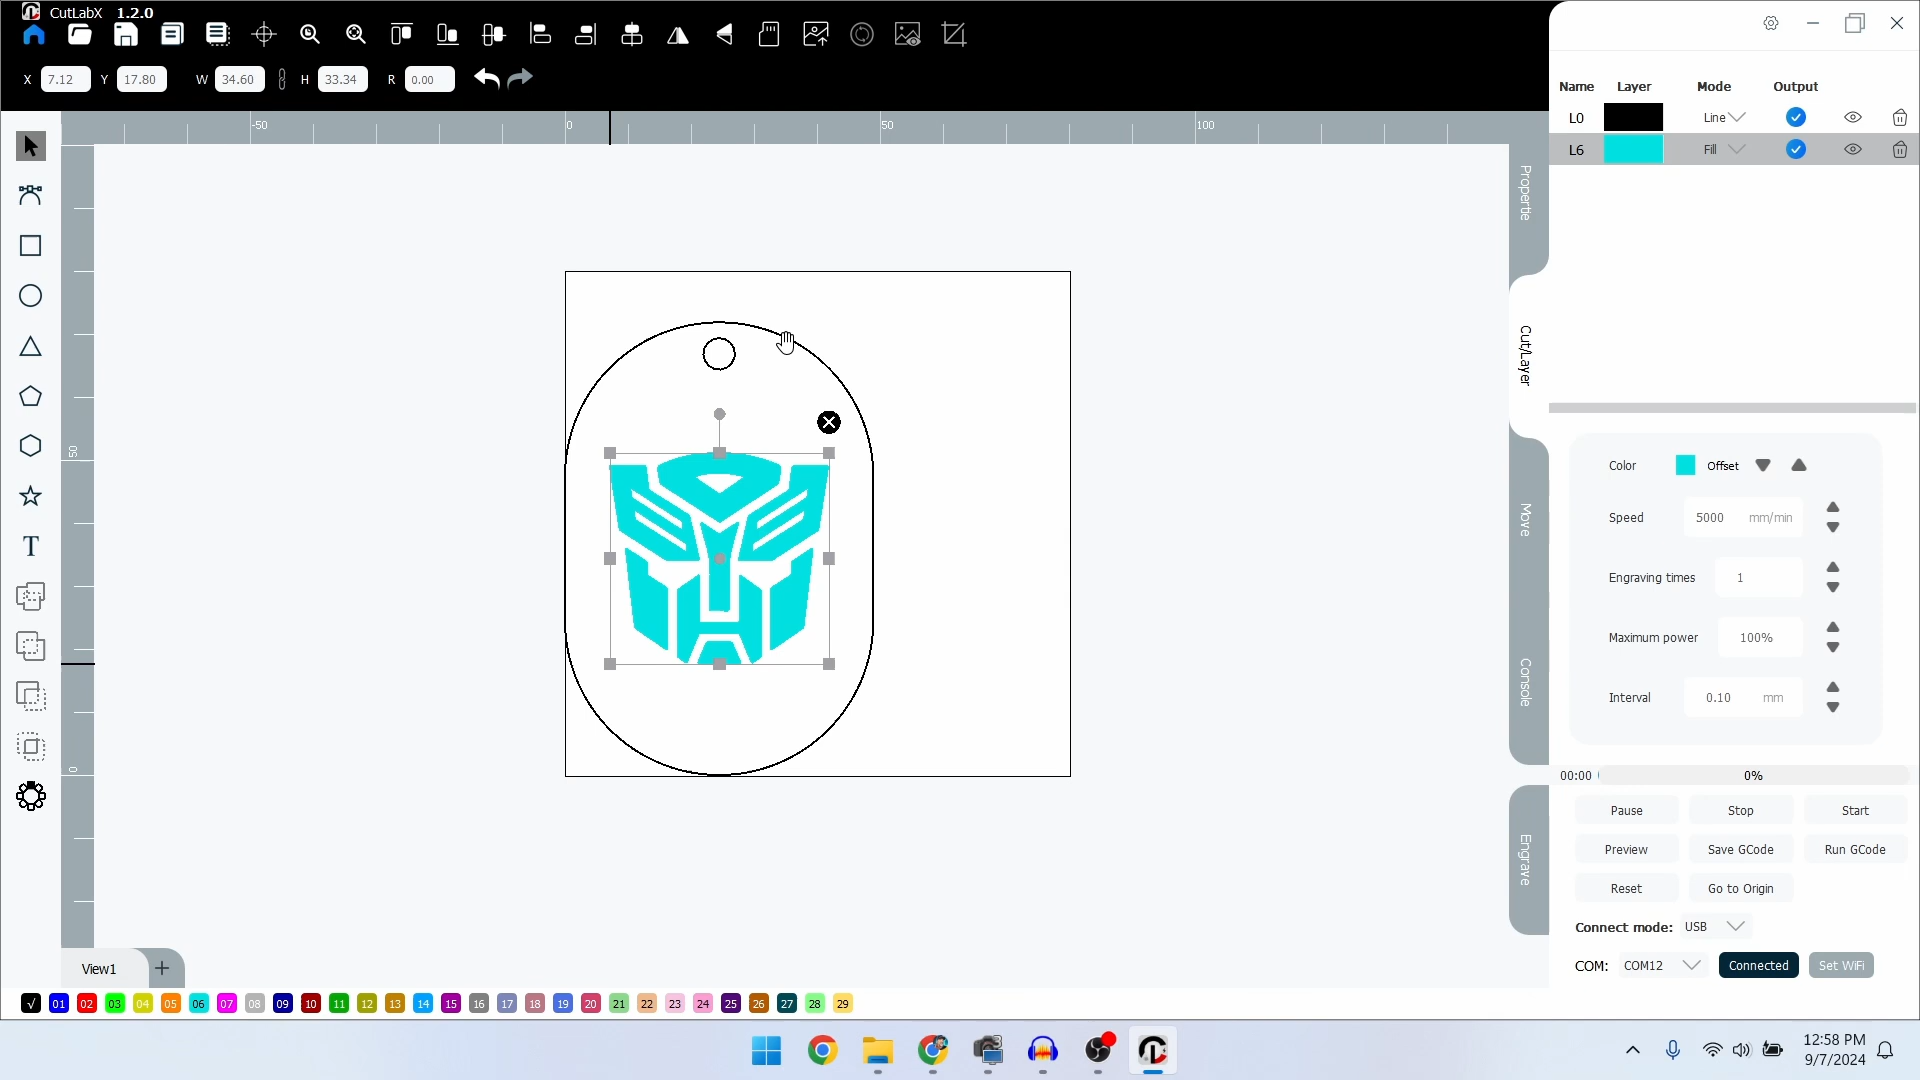 CutLabX 1.2.0
X 7.12 Y 17.80 W 34.60 H 33.34 R 0.00
-50 0 50 100
50
0
Name Layer Mode Output
L0 Line
L6 Fill
Propertie
Cut/Layer
Move
Console
Engrave
Color Offset
Speed 5000 mm/min
Engraving times 1
Maximum power 100%
Interval 0.10 mm
00:00 0%
Pause Stop Start
Preview Save GCode Run GCode
Reset Go to Origin
Connect mode: USB
COM: COM12 Connected Set WiFi
T
View1 +
√ 01 02 03 04 05 06 07 08 09 10 11 12 13 14 15 16 17 18 19 20 21 22 23 24 25 26 27 28 29
12:58 PM
9/7/2024